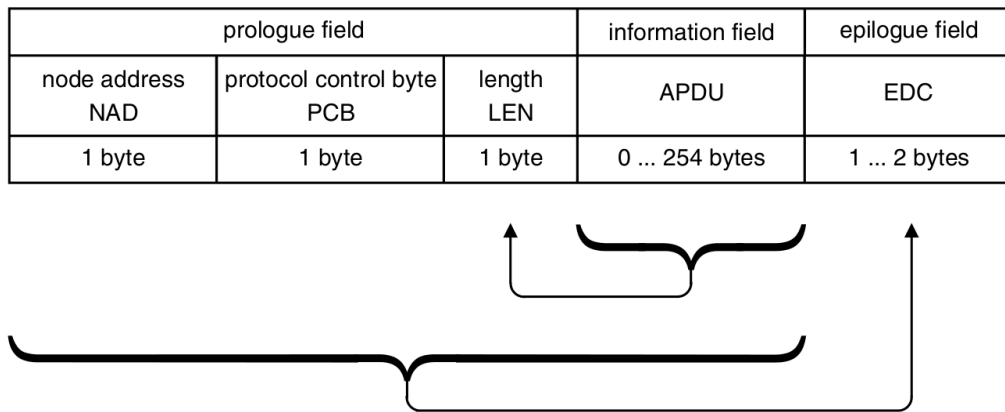 prologue field
information field
epilogue field
node address
NAD
protocol control byte
PCB
length
LEN
APDU
EDC
1 byte
1 byte
1 byte
0 ... 254 bytes
1 ... 2 bytes